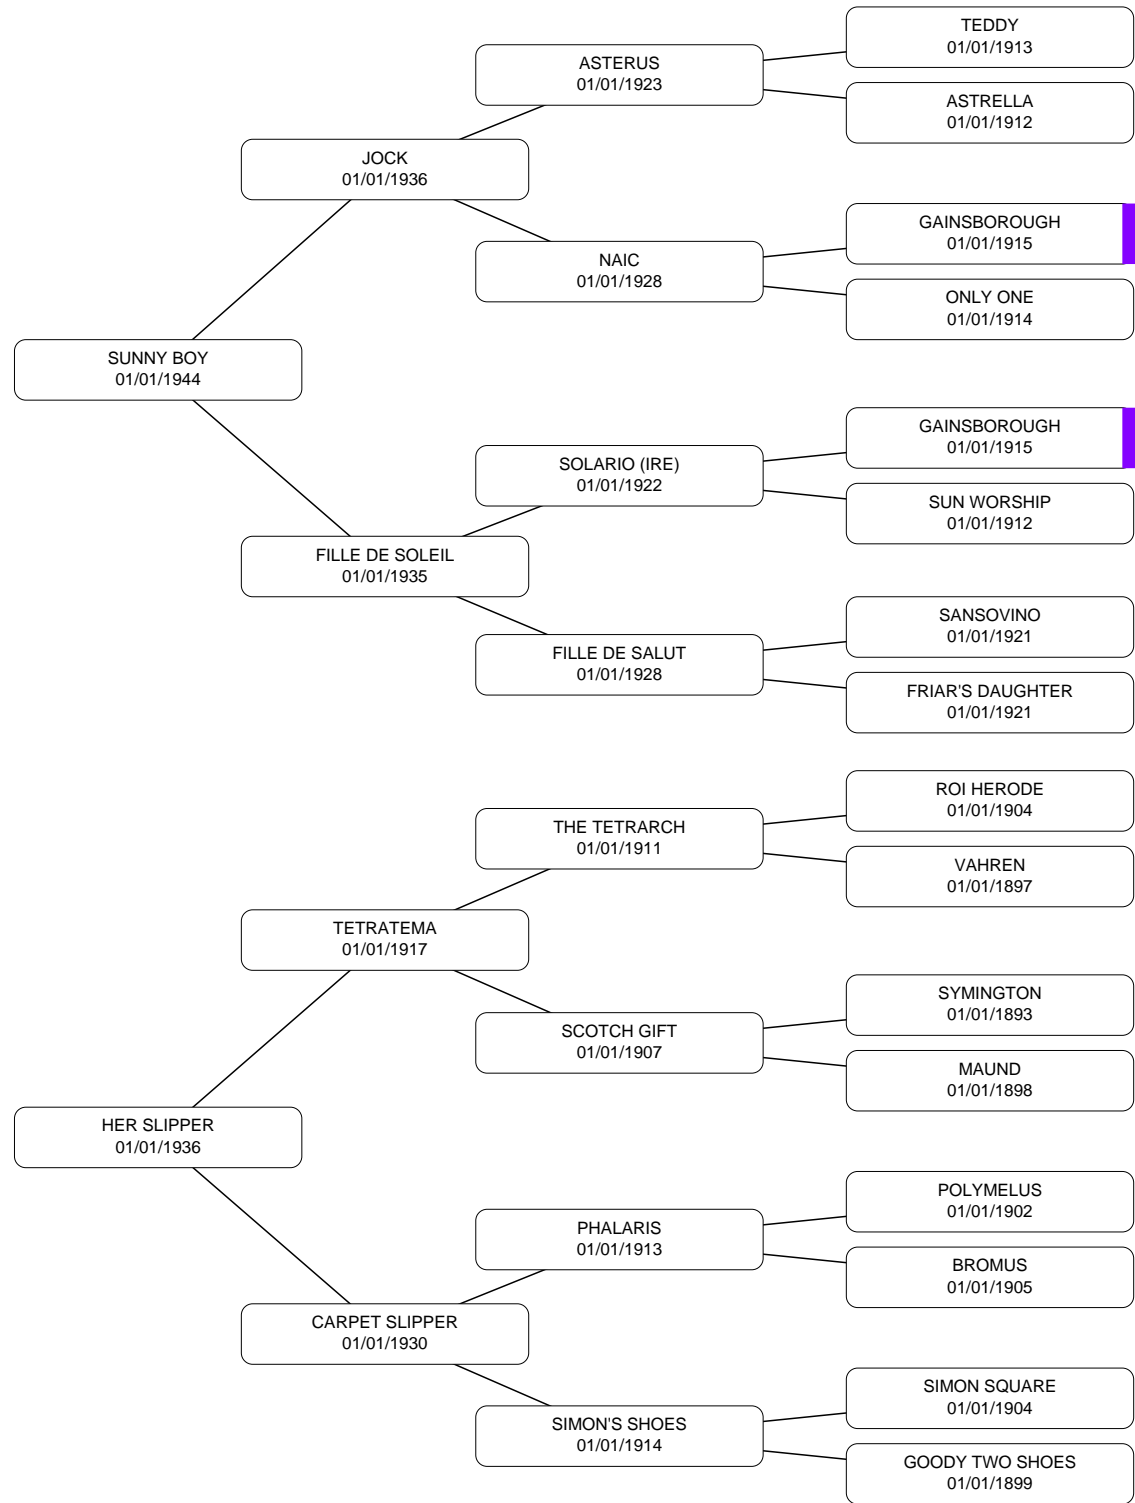 TEDDY
01/01/1913
ASTERUS
01/01/1923
ASTRELLA
01/01/1912
JOCK
01/01/1936
GAINSBOROUGH
01/01/1915
NAIC
01/01/1928
ONLY ONE
01/01/1914
SUNNY BOY
01/01/1944
GAINSBOROUGH
01/01/1915
SOLARIO (IRE)
01/01/1922
SUN WORSHIP
01/01/1912
FILLE DE SOLEIL
01/01/1935
SANSOVINO
01/01/1921
FILLE DE SALUT
01/01/1928
FRIAR'S DAUGHTER
01/01/1921
ROI HERODE
01/01/1904
THE TETRARCH
01/01/1911
VAHREN
01/01/1897
TETRATEMA
01/01/1917
SYMINGTON
01/01/1893
SCOTCH GIFT
01/01/1907
MAUND
01/01/1898
HER SLIPPER
01/01/1936
POLYMELUS
01/01/1902
PHALARIS
01/01/1913
BROMUS
01/01/1905
CARPET SLIPPER
01/01/1930
SIMON SQUARE
01/01/1904
SIMON'S SHOES
01/01/1914
GOODY TWO SHOES
01/01/1899